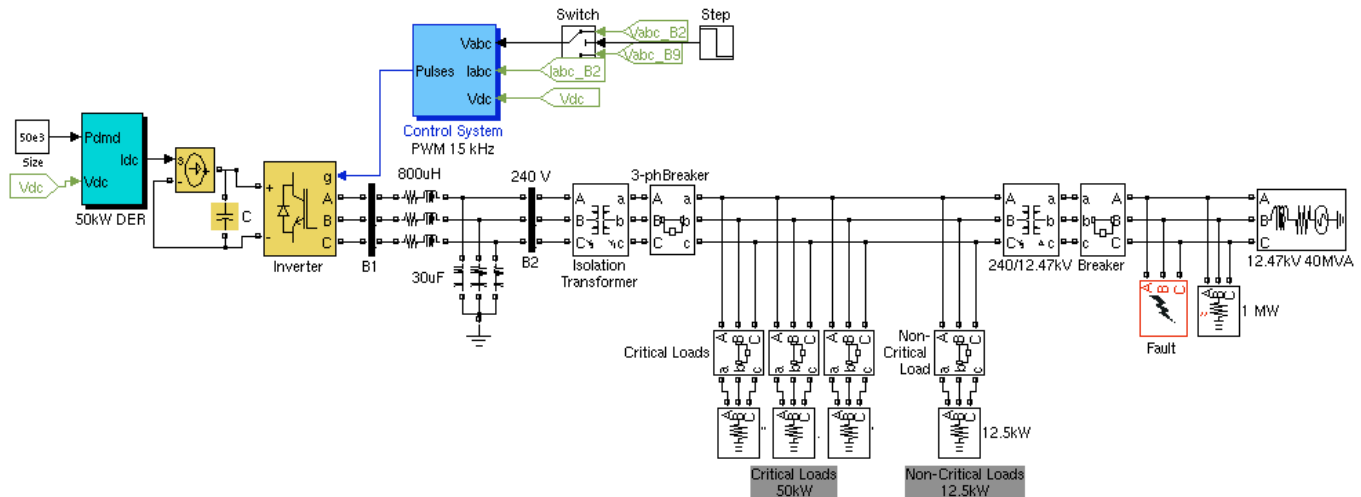 Switch
Step
Vabc_B2
Vabc
Vabc_B9
Pulses
Iabc
Iabc_B2
Vdc
Vdc
Control System
PWM 15 kHz
50e3
Size
Pdmd
Idc
Vdc
Vdc
50kW DER
s
+
-
C
+
-
g
A
B
C
Inverter
B1
800uH
30uF
240 V
B2
A a
B b
C c
Isolation
Transformer
3-phBreaker
A a
B b
C c
A a
B b
C c
240/12.47kV
a A
b B
c C
Breaker
A
B
C
12.47kV 40MVA
A B C
Fault
A B C
1 MW
Critical Loads
A B C
a b c
A B C
a b c
A B C
a b c
Non-
Critical
Load
A B C
a b c
A B C
"
A B C
.
A B C
'
A B C
12.5kW
Critical Loads
50kW
Non-Critical Loads
12.5kW